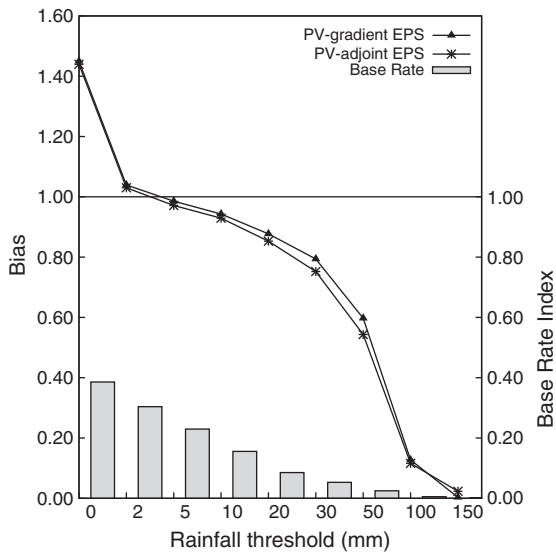 1.60
PV-gradient EPS
PV-adjoint EPS
Base Rate
1.40
1.20
1.00 1.00
0.80 0.80
0.60 0.60
0.40 0.40
0.20 0.20
0.00 0.00
Bias
Base Rate Index
0 2 5 10 20 30 50 100 150
Rainfall threshold (mm)